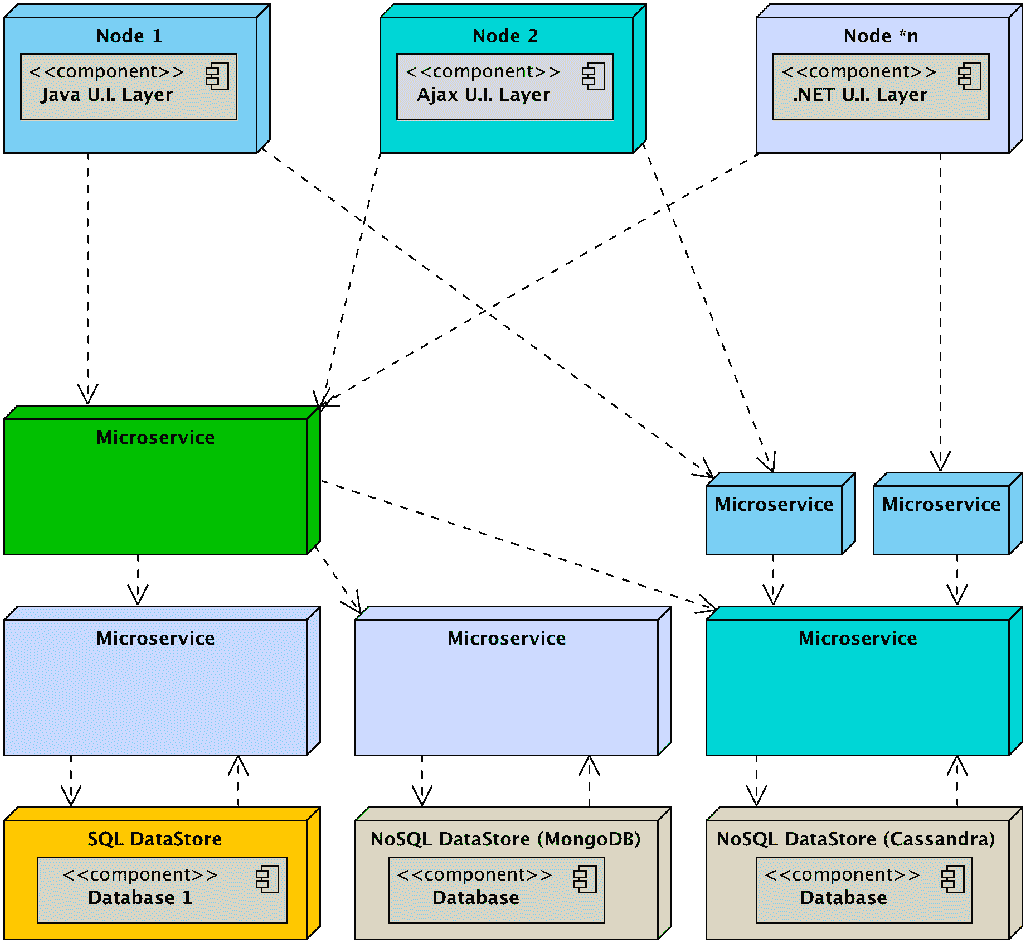 Node 1
<<component>>
Java U.I. Layer
Node 2
<<component>>
Ajax U.I. Layer
Node *n
<<component>>
.NET U.I. Layer
Microservice
Microservice
Microservice
Microservice
Microservice
Microservice
SQL DataStore
<<component>>
Database 1
NoSQL DataStore (MongoDB)
<<component>>
Database
NoSQL DataStore (Cassandra)
<<component>>
Database